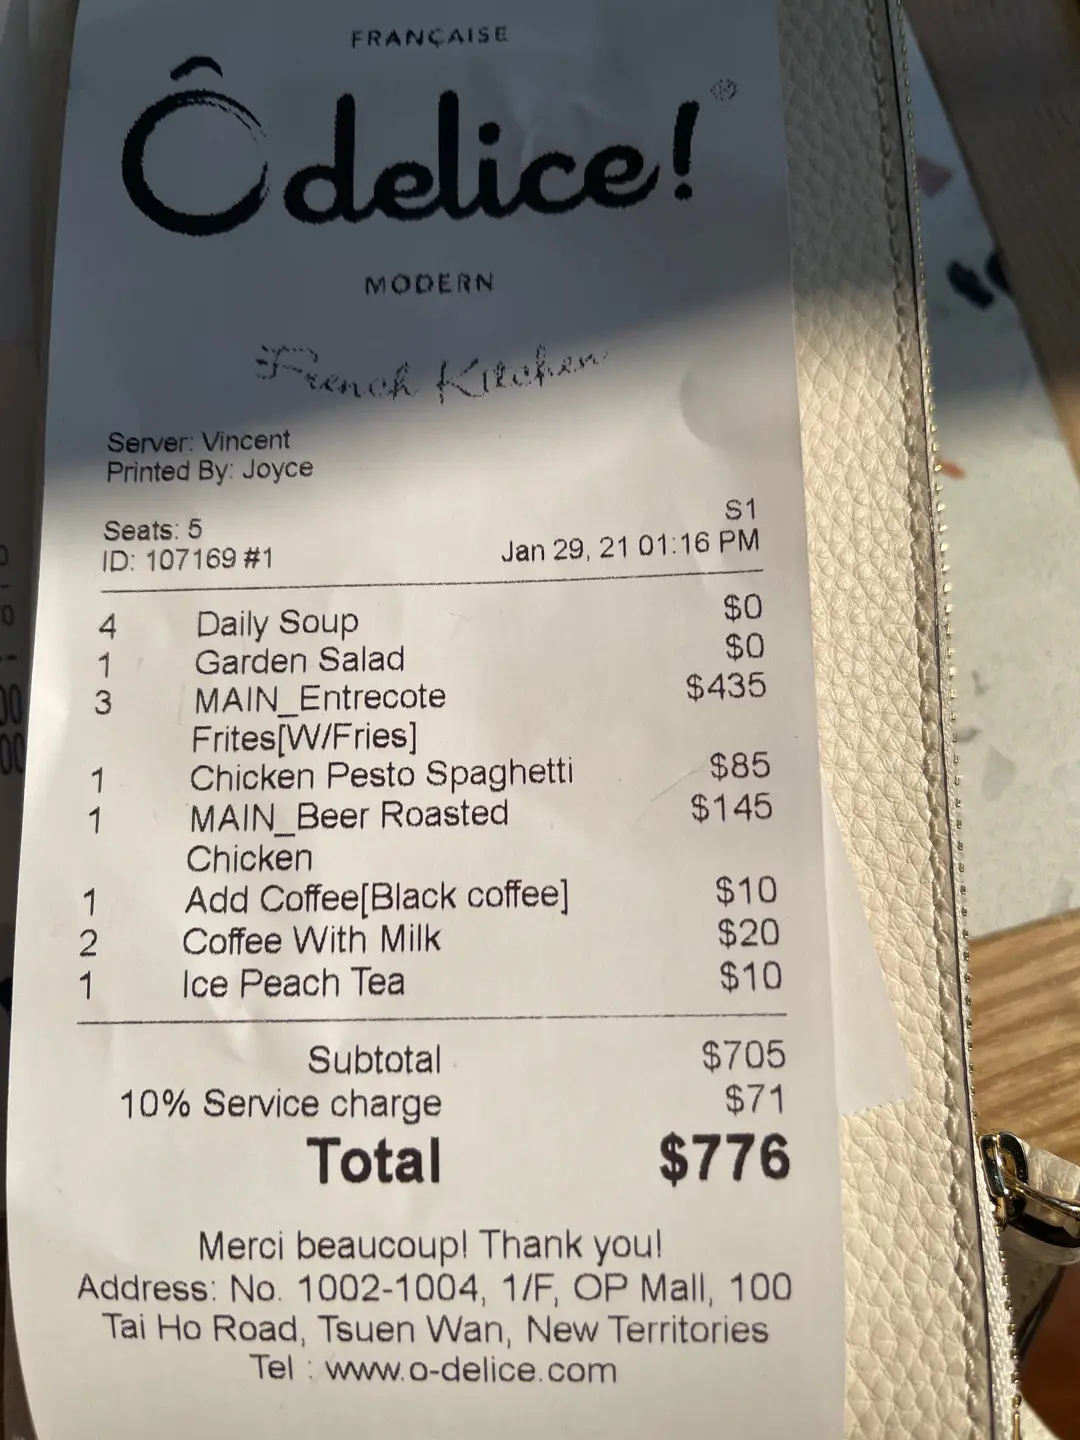 FRANÇAISE
Ôdelice! ®
MODERN
French Kitchen
Server: Vincent
Printed By: Joyce
Seats: 5 S1
ID: 107169 #1 Jan 29, 21 01:16 PM
4 Daily Soup $0
1 Garden Salad $0
3 MAIN_Entrecote $435
Frites[W/Fries]
1 Chicken Pesto Spaghetti $85
1 MAIN_Beer Roasted $145
Chicken
1 Add Coffee[Black coffee] $10
2 Coffee With Milk $20
1 Ice Peach Tea $10
Subtotal $705
10% Service charge $71
Total $776
Merci beaucoup! Thank you!
Address: No. 1002-1004, 1/F, OP Mall, 100
Tai Ho Road, Tsuen Wan, New Territories
Tel : www.o-delice.com